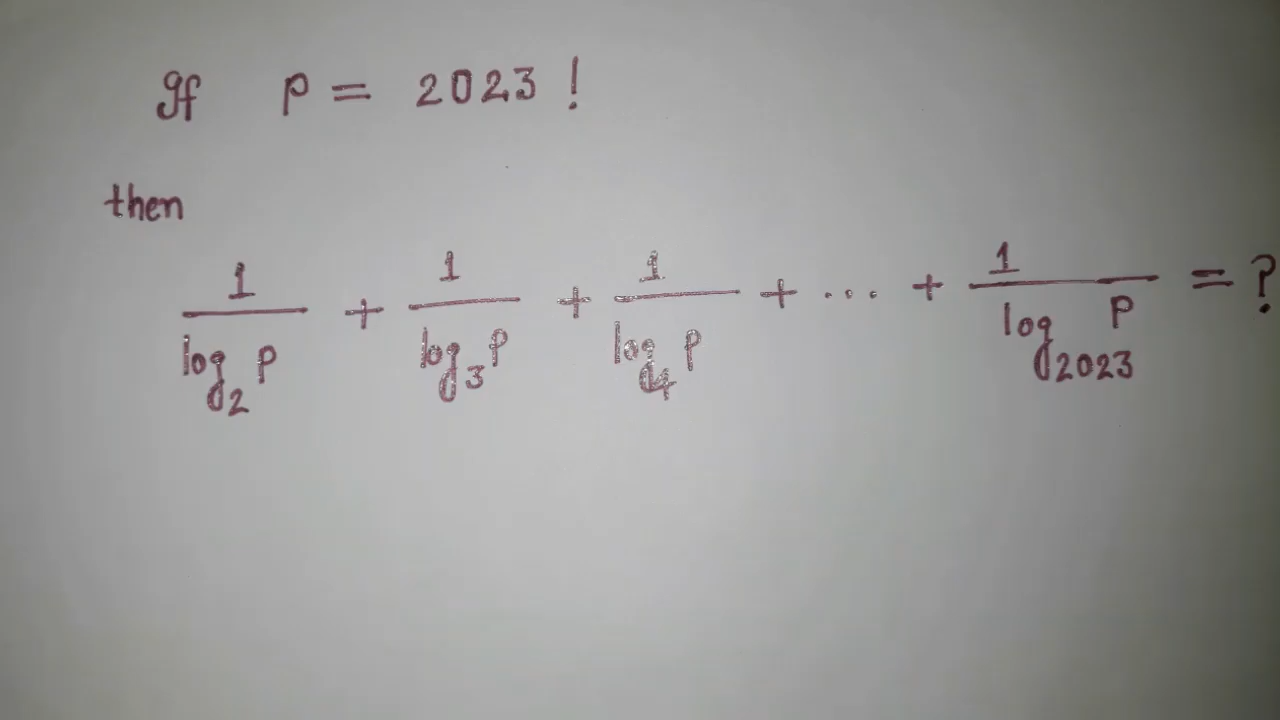 If P = 2023 !
then
1/log₂ P + 1/log₃ P + 1/log₄ P + ... + 1/log₂₀₂₃ P = ?